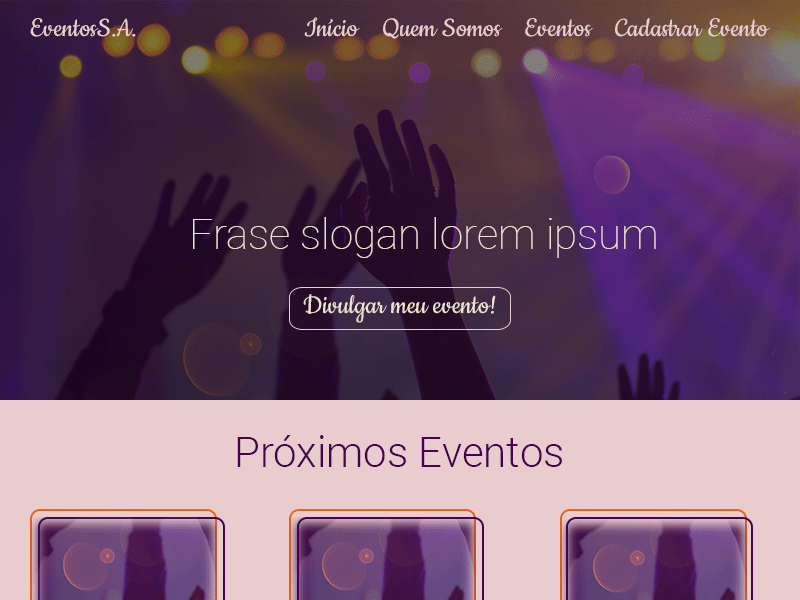 EventosS.A. Início Quem Somos Eventos Cadastrar Evento
Frase slogan lorem ipsum
Divulgar meu evento!
Próximos Eventos